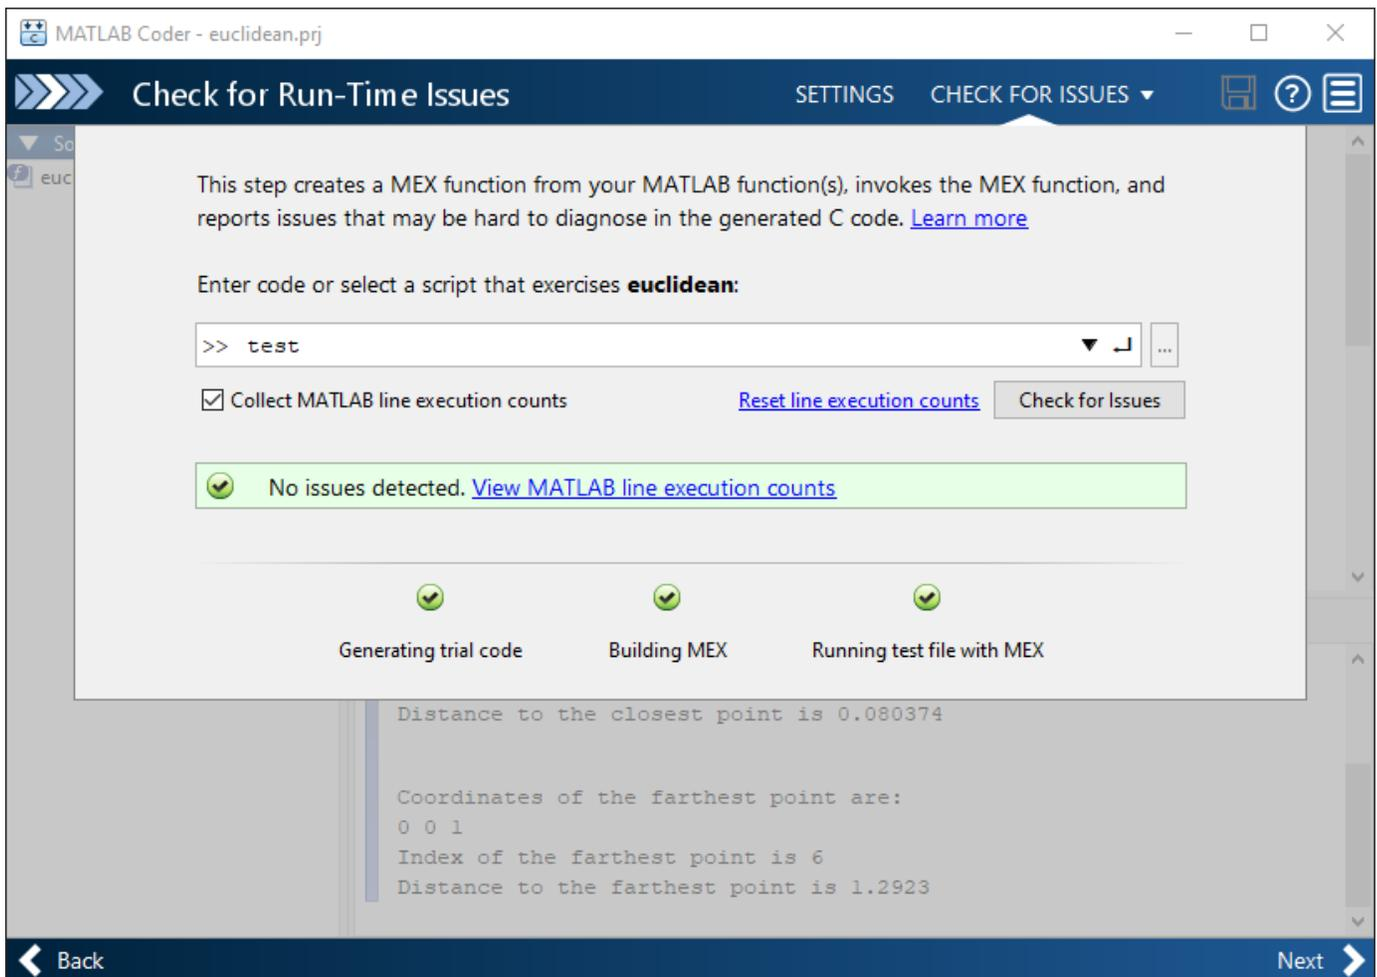 MATLAB Coder - euclidean.prj
Check for Run-Time Issues
SETTINGS
CHECK FOR ISSUES
So
euc
This step creates a MEX function from your MATLAB function(s), invokes the MEX function, and
reports issues that may be hard to diagnose in the generated C code. Learn more
Enter code or select a script that exercises euclidean:
>> test
...
Collect MATLAB line execution counts
Reset line execution counts
Check for Issues
No issues detected. View MATLAB line execution counts
Generating trial code
Building MEX
Running test file with MEX
Distance to the closest point is 0.080374
Coordinates of the farthest point are:
0 0 1
Index of the farthest point is 6
Distance to the farthest point is 1.2923
Back
Next